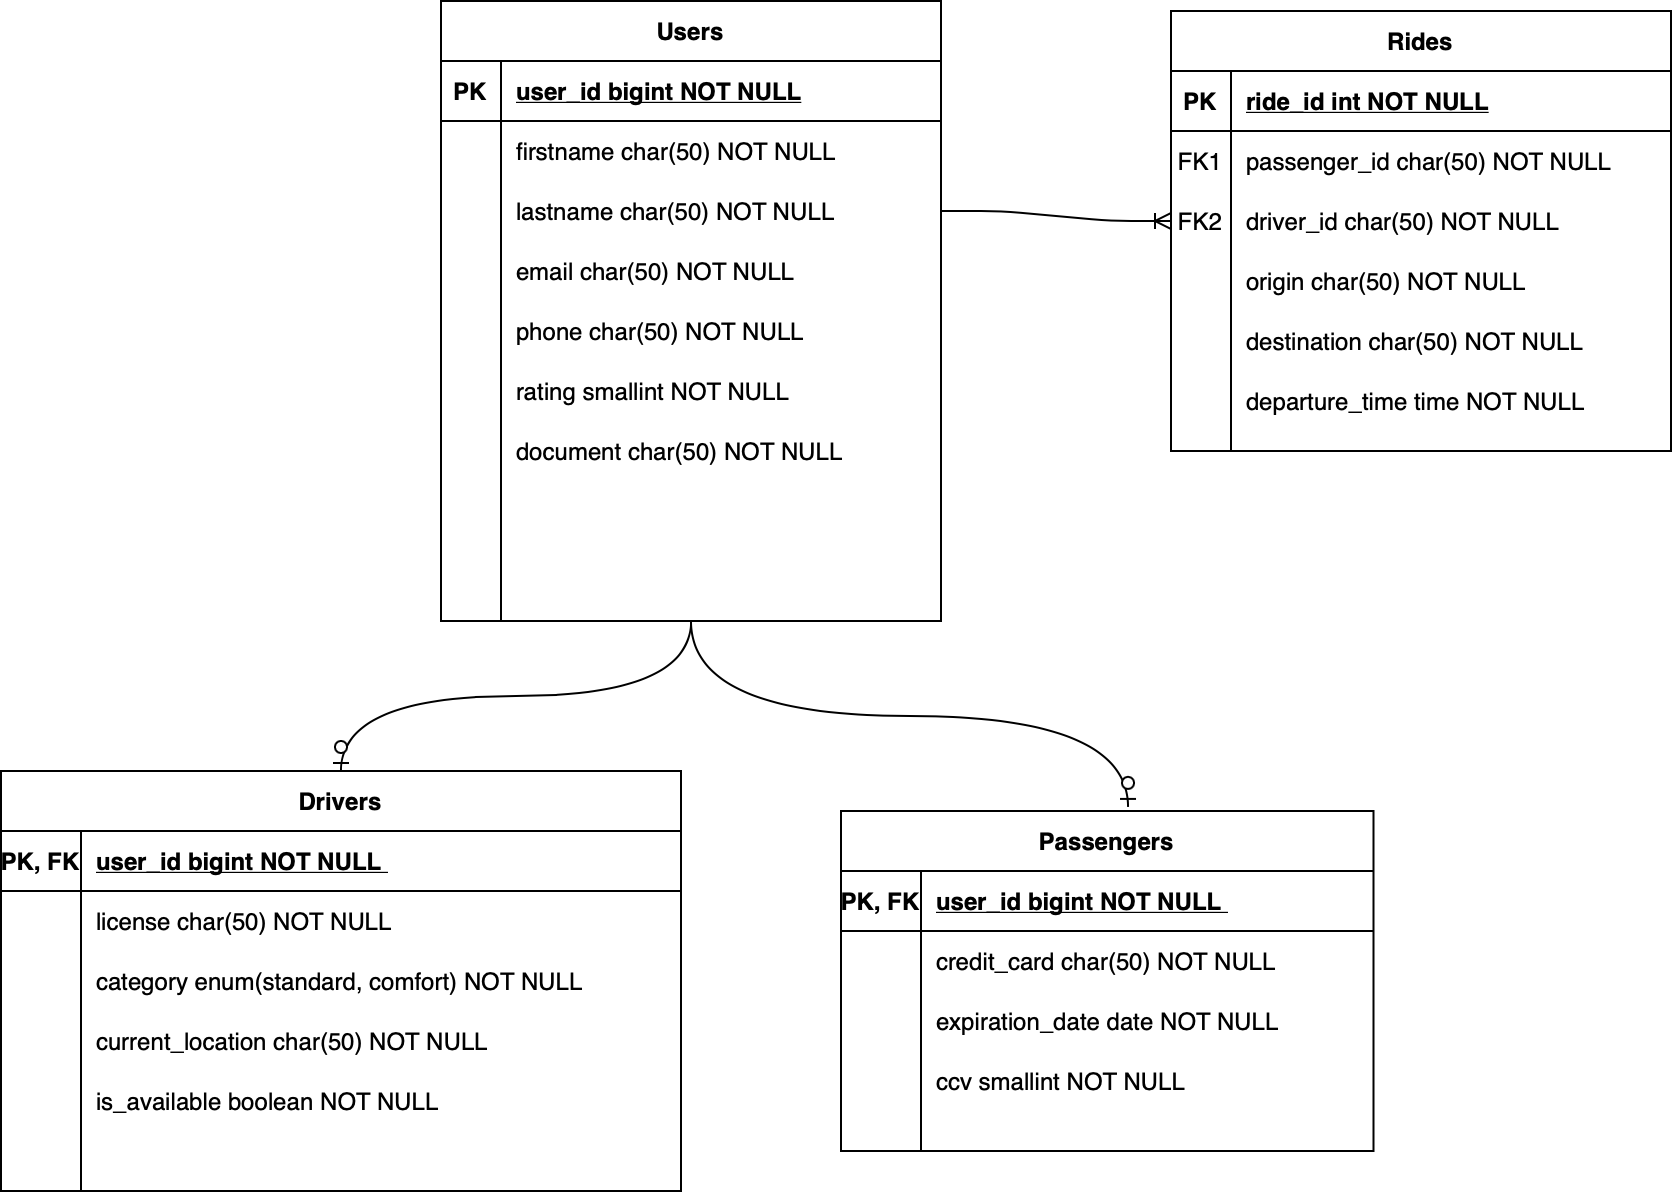 Users
PK user_id bigint NOT NULL
firstname char(50) NOT NULL
lastname char(50) NOT NULL
email char(50) NOT NULL
phone char(50) NOT NULL
rating smallint NOT NULL
document char(50) NOT NULL
Rides
PK ride_id int NOT NULL
FK1 passenger_id char(50) NOT NULL
FK2 driver_id char(50) NOT NULL
origin char(50) NOT NULL
destination char(50) NOT NULL
departure_time time NOT NULL
Drivers
PK, FK user_id bigint NOT NULL
license char(50) NOT NULL
category enum(standard, comfort) NOT NULL
current_location char(50) NOT NULL
is_available boolean NOT NULL
Passengers
PK, FK user_id bigint NOT NULL
credit_card char(50) NOT NULL
expiration_date date NOT NULL
ccv smallint NOT NULL